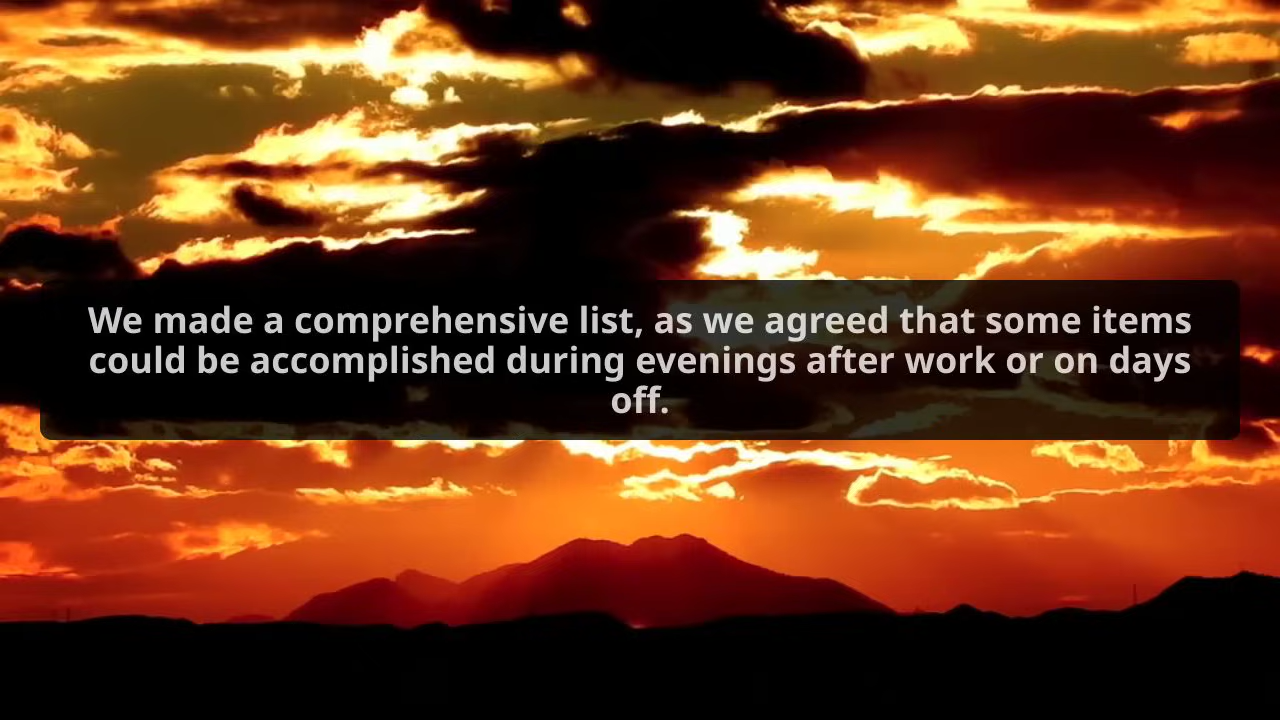 We made a comprehensive list, as we agreed that some items
could be accomplished during evenings after work or on days
off.